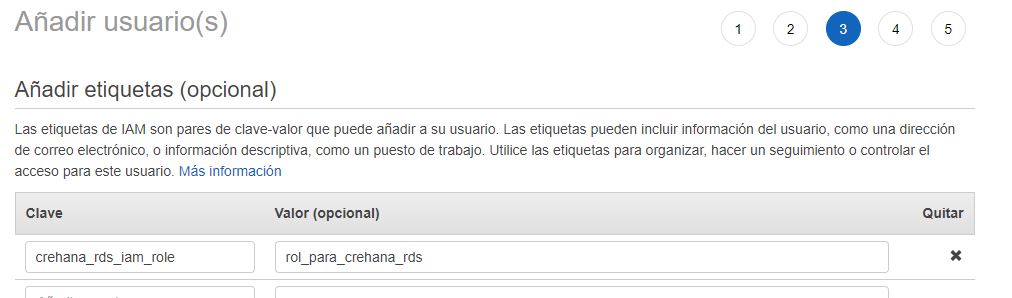 Añadir usuario(s)
1 2 3 4 5
Añadir etiquetas (opcional)
Las etiquetas de IAM son pares de clave-valor que puede añadir a su usuario. Las etiquetas pueden incluir información del usuario, como una dirección
de correo electrónico, o información descriptiva, como un puesto de trabajo. Utilice las etiquetas para organizar, hacer un seguimiento o controlar el
acceso para este usuario. Más información
Clave Valor (opcional) Quitar
crehana_rds_iam_role rol_para_crehana_rds